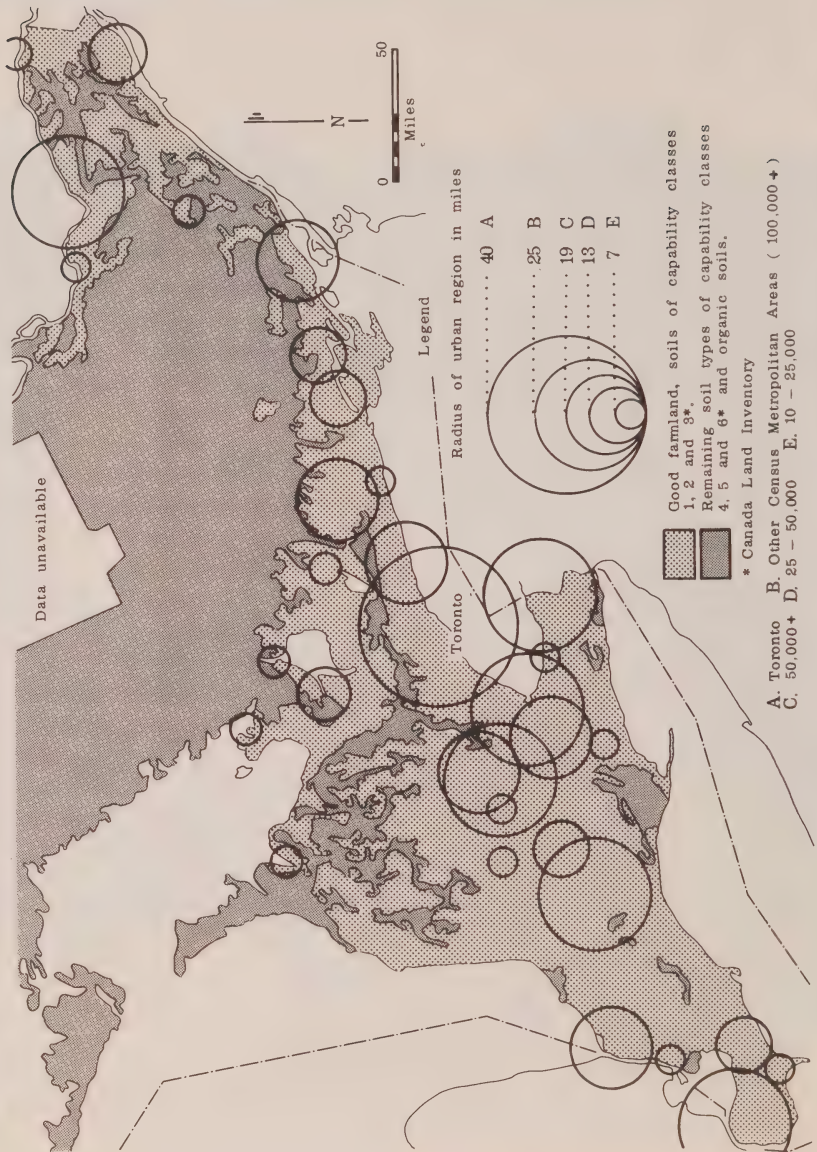 Data unavailable
N
0 50
Miles
Toronto
Legend
Radius of urban region in miles
40 A
25 B
19 C
13 D
7 E
Good farmland, soils of capability classes
1, 2 and 3*.
Remaining soil types of capability classes
4, 5 and 6* and organic soils.
* Canada Land Inventory
A. Toronto B. Other Census Metropolitan Areas ( 100,000+ )
C. 50,000+ D. 25 – 50,000 E. 10 – 25,000